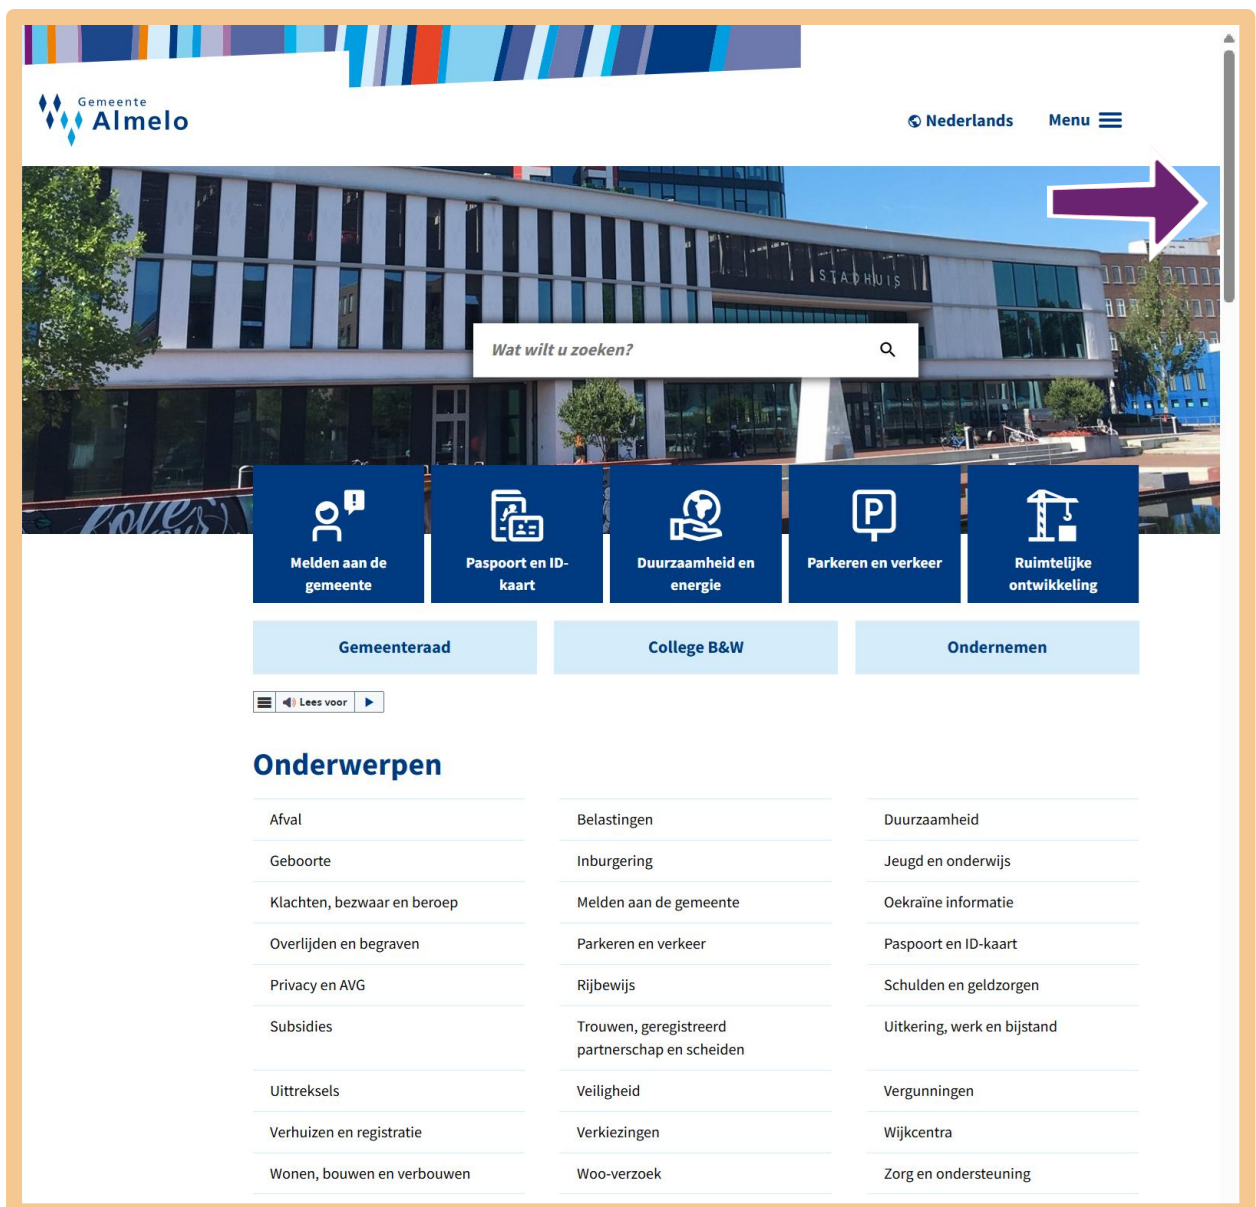 Gemeente
Almelo
Nederlands
Menu
STADHUIS
Wat wilt u zoeken?
love
Melden aan de
gemeente
Paspoort en ID-
kaart
Duurzaamheid en
energie
P
Parkeren en verkeer
Ruimtelijke
ontwikkeling
Gemeenteraad
College B&W
Ondernemen
Lees voor
Onderwerpen
Afval
Belastingen
Duurzaamheid
Geboorte
Inburgering
Jeugd en onderwijs
Klachten, bezwaar en beroep
Melden aan de gemeente
Oekraïne informatie
Overlijden en begraven
Parkeren en verkeer
Paspoort en ID-kaart
Privacy en AVG
Rijbewijs
Schulden en geldzorgen
Subsidies
Trouwen, geregistreerd
partnerschap en scheiden
Uitkering, werk en bijstand
Uittreksels
Veiligheid
Vergunningen
Verhuizen en registratie
Verkiezingen
Wijkcentra
Wonen, bouwen en verbouwen
Woo-verzoek
Zorg en ondersteuning